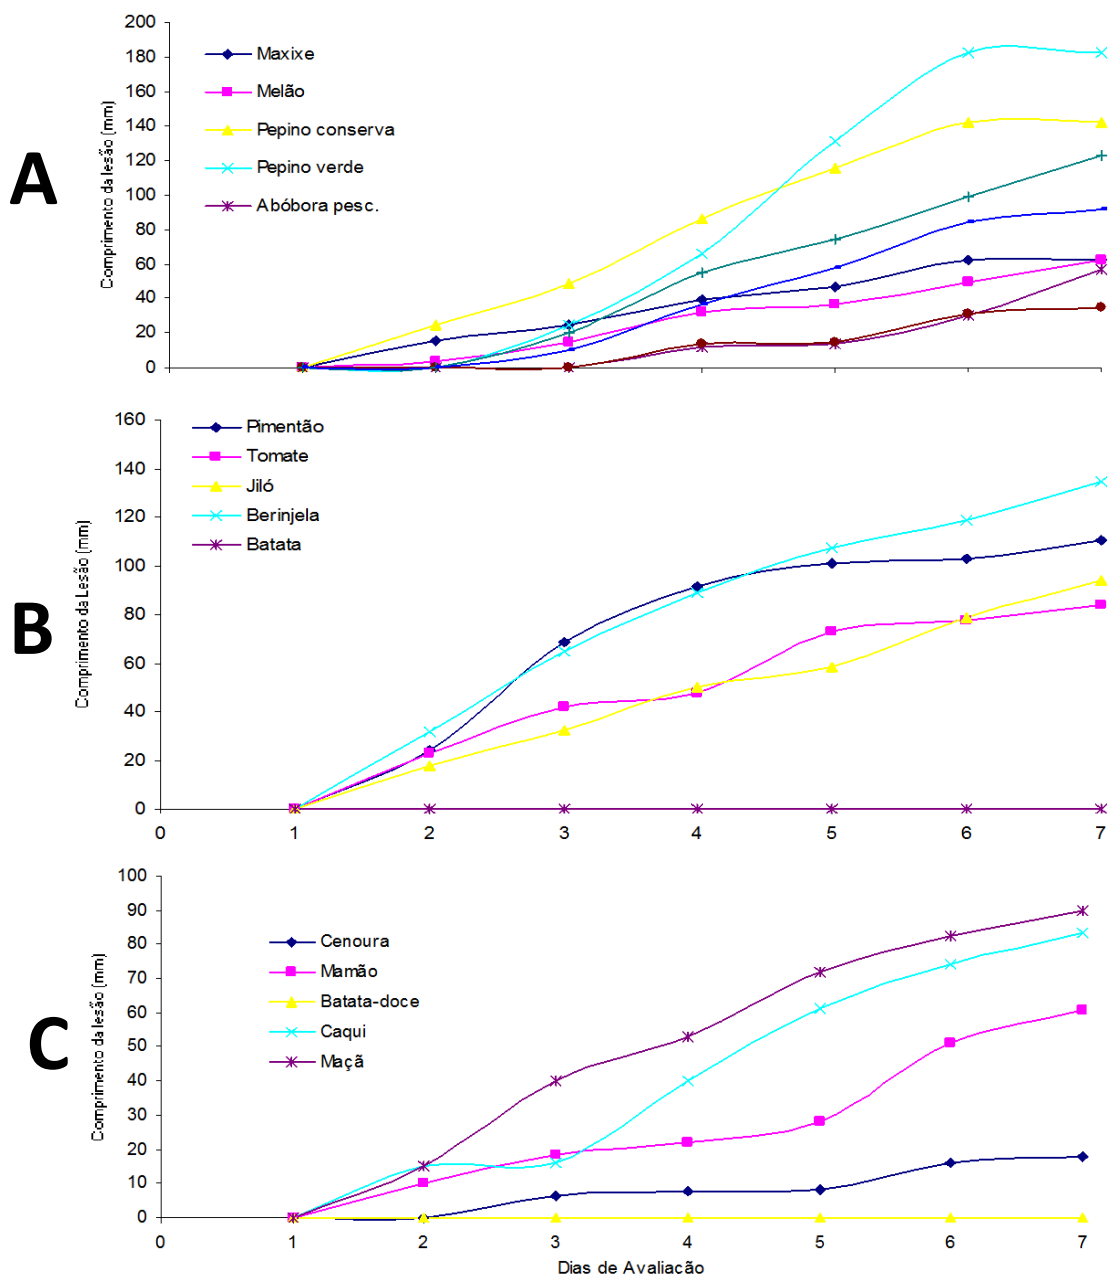 A
Comprimento da lesão (mm)
200
180
160
140
120
100
80
60
40
20
0
Maxixe
Melão
Pepino conserva
Pepino verde
Abóbora pesc.
B
Comprimento da Lesão (mm)
160
140
120
100
80
60
40
20
0
Pimentão
Tomate
Jiló
Berinjela
Batata
0 1 2 3 4 5 6 7
C
Comprimento da lesão (mm)
100
90
80
70
60
50
40
30
20
10
0
Cenoura
Mamão
Batata-doce
Caqui
Maçã
0 1 2 3 4 5 6 7
Dias de Avaliacão